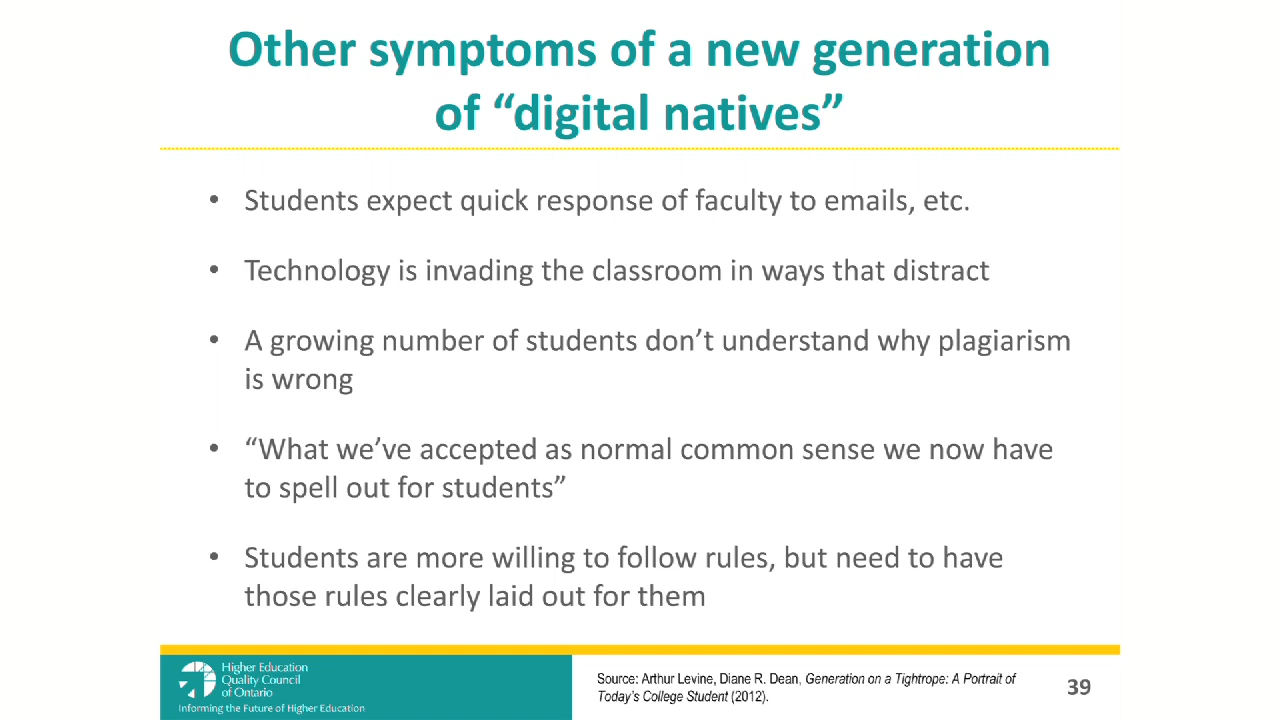 Other symptoms of a new generation
of “digital natives”
• Students expect quick response of faculty to emails, etc.
• Technology is invading the classroom in ways that distract
• A growing number of students don’t understand why plagiarism
is wrong
• “What we’ve accepted as normal common sense we now have
to spell out for students”
• Students are more willing to follow rules, but need to have
those rules clearly laid out for them
Higher Education
Quality Council
of Ontario
Informing the Future of Higher Education
Source: Arthur Levine, Diane R. Dean, Generation on a Tightrope: A Portrait of
Today’s College Student (2012).
39